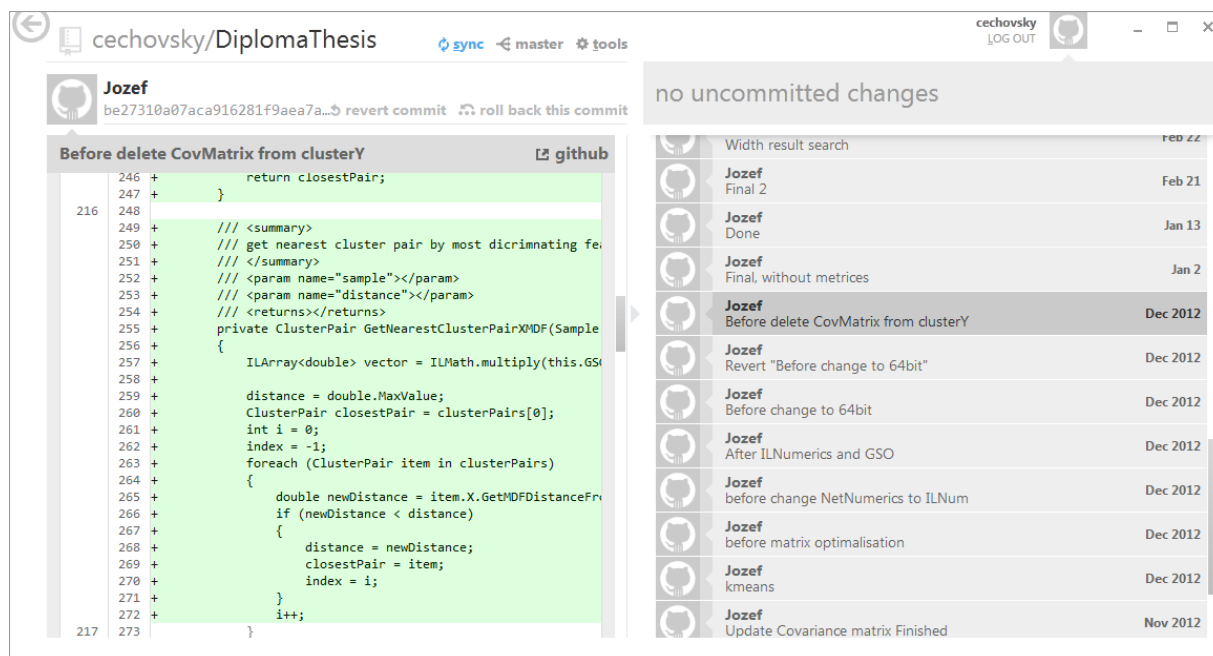 cechovsky/DiplomaThesis
sync master tools
cechovsky
LOG OUT
Jozef
be27310a07aca916281f9aea7a… revert commit roll back this commit
Before delete CovMatrix from clusterY github
246 + return closestPair;
247 + }
216 248
249 + /// <summary>
250 + /// get nearest cluster pair by most dicrimnating fea
251 + /// </summary>
252 + /// <param name="sample"></param>
253 + /// <param name="distance"></param>
254 + /// <returns></returns>
255 + private ClusterPair GetNearestClusterPairXMDF(Sample
256 + {
257 + ILArray<double> vector = ILMath.multiply(this.GSO
258 +
259 + distance = double.MaxValue;
260 + ClusterPair closestPair = clusterPairs[0];
261 + int i = 0;
262 + index = -1;
263 + foreach (ClusterPair item in clusterPairs)
264 + {
265 + double newDistance = item.X.GetMDFDistanceFro
266 + if (newDistance < distance)
267 + {
268 + distance = newDistance;
269 + closestPair = item;
270 + index = i;
271 + }
272 + i++;
217 273 }
no uncommitted changes
Feb 22
Width result search
Jozef
Final 2
Feb 21
Jozef
Done
Jan 13
Jozef
Final, without metrices
Jan 2
Jozef
Before delete CovMatrix from clusterY
Dec 2012
Jozef
Revert "Before change to 64bit"
Dec 2012
Jozef
Before change to 64bit
Dec 2012
Jozef
After ILNumerics and GSO
Dec 2012
Jozef
before change NetNumerics to ILNum
Dec 2012
Jozef
before matrix optimalisation
Dec 2012
Jozef
kmeans
Dec 2012
Jozef
Update Covariance matrix Finished
Nov 2012